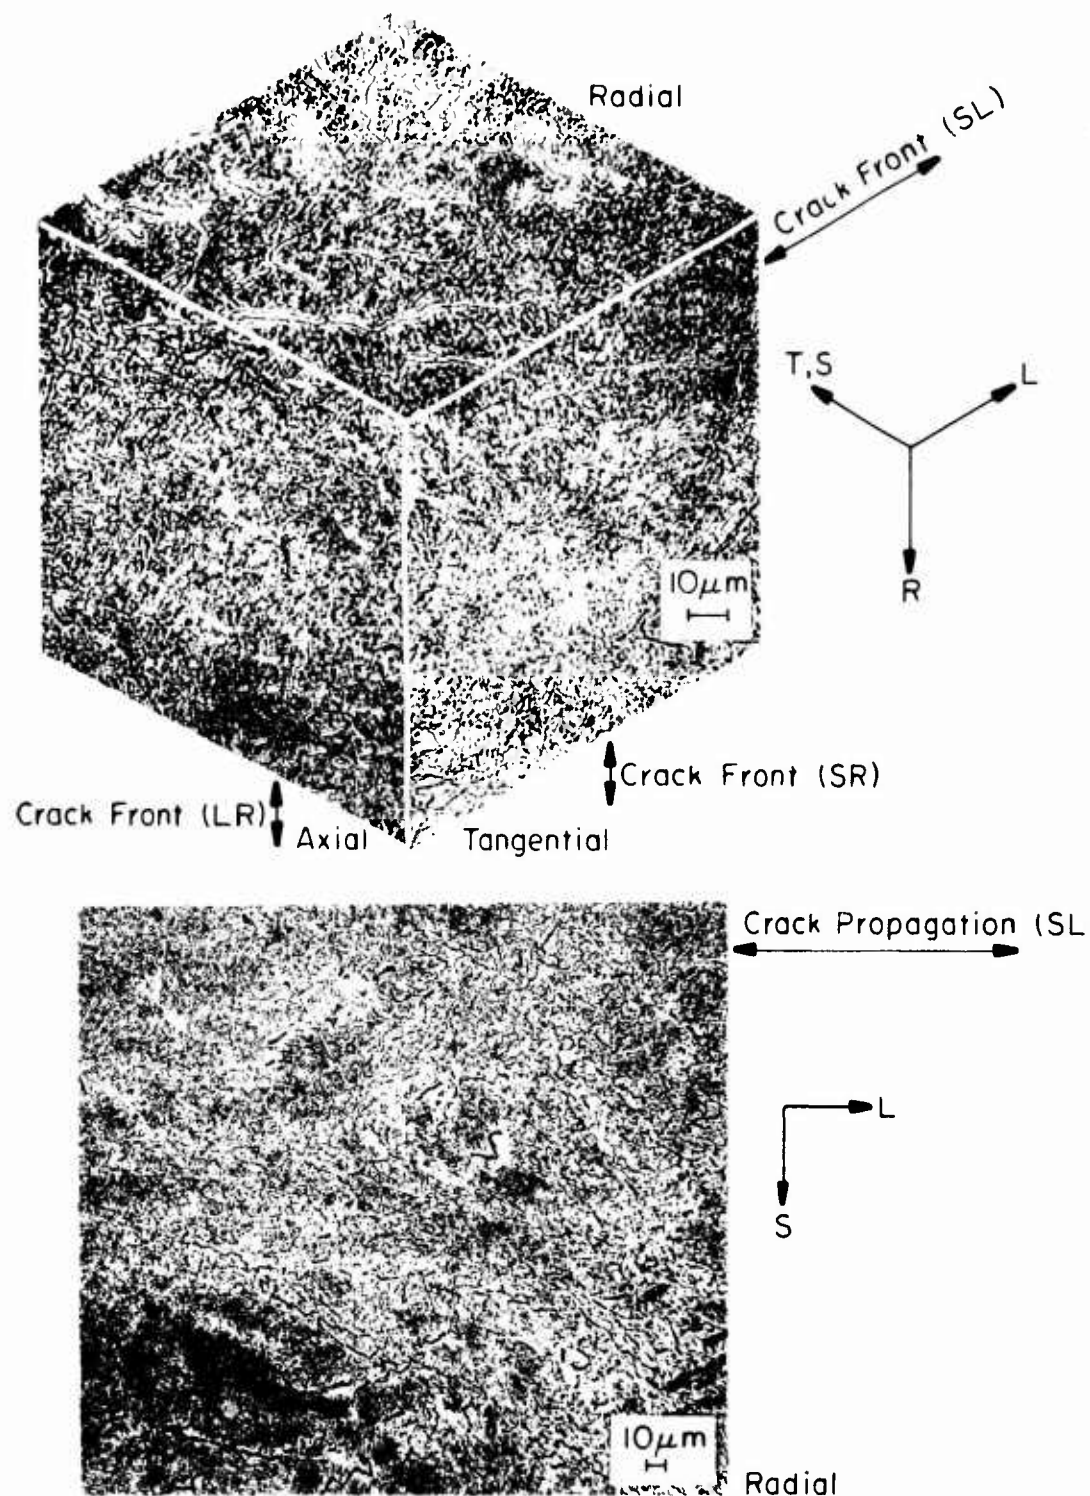 Radial
Crack Front (SL)
T,S
L
10μm
R
Crack Front (SR)
Crack Front (LR)
Axial
Tangential
Crack Propagation (SL
L
S
10μm
Radial